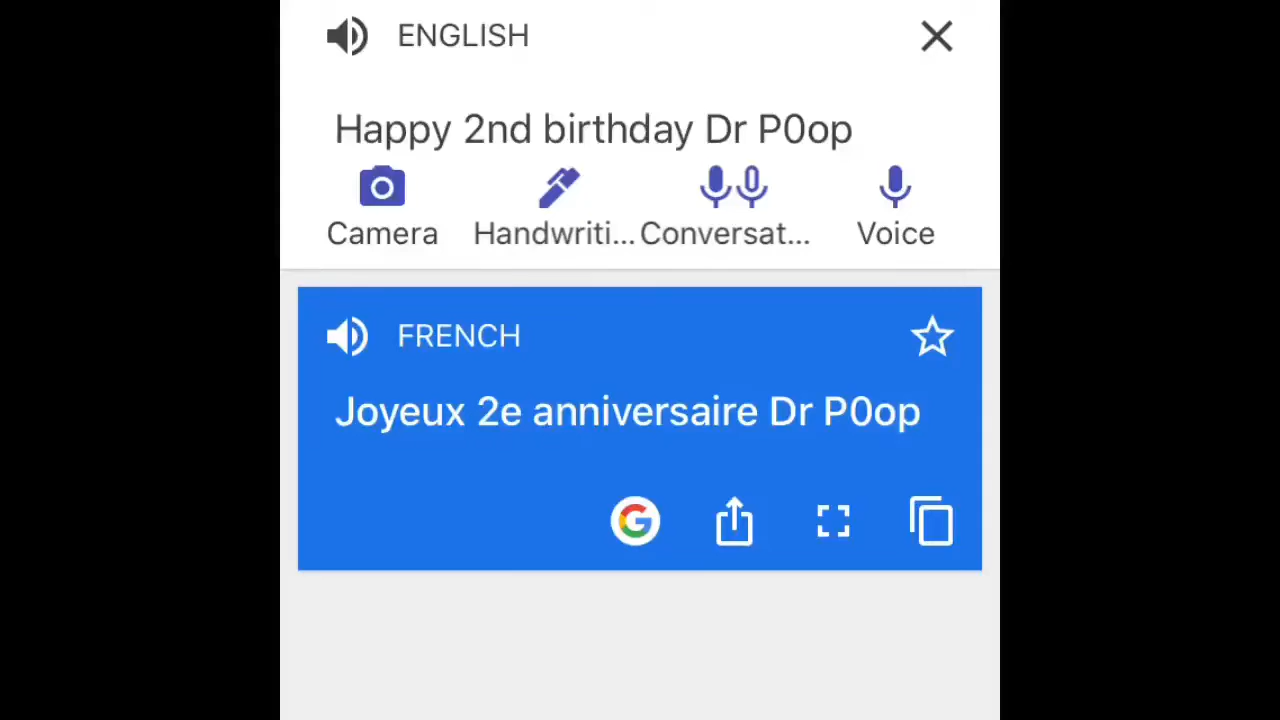 ENGLISH
Happy 2nd birthday Dr P0op
Camera Handwriti... Conversat... Voice
FRENCH
Joyeux 2e anniversaire Dr P0op